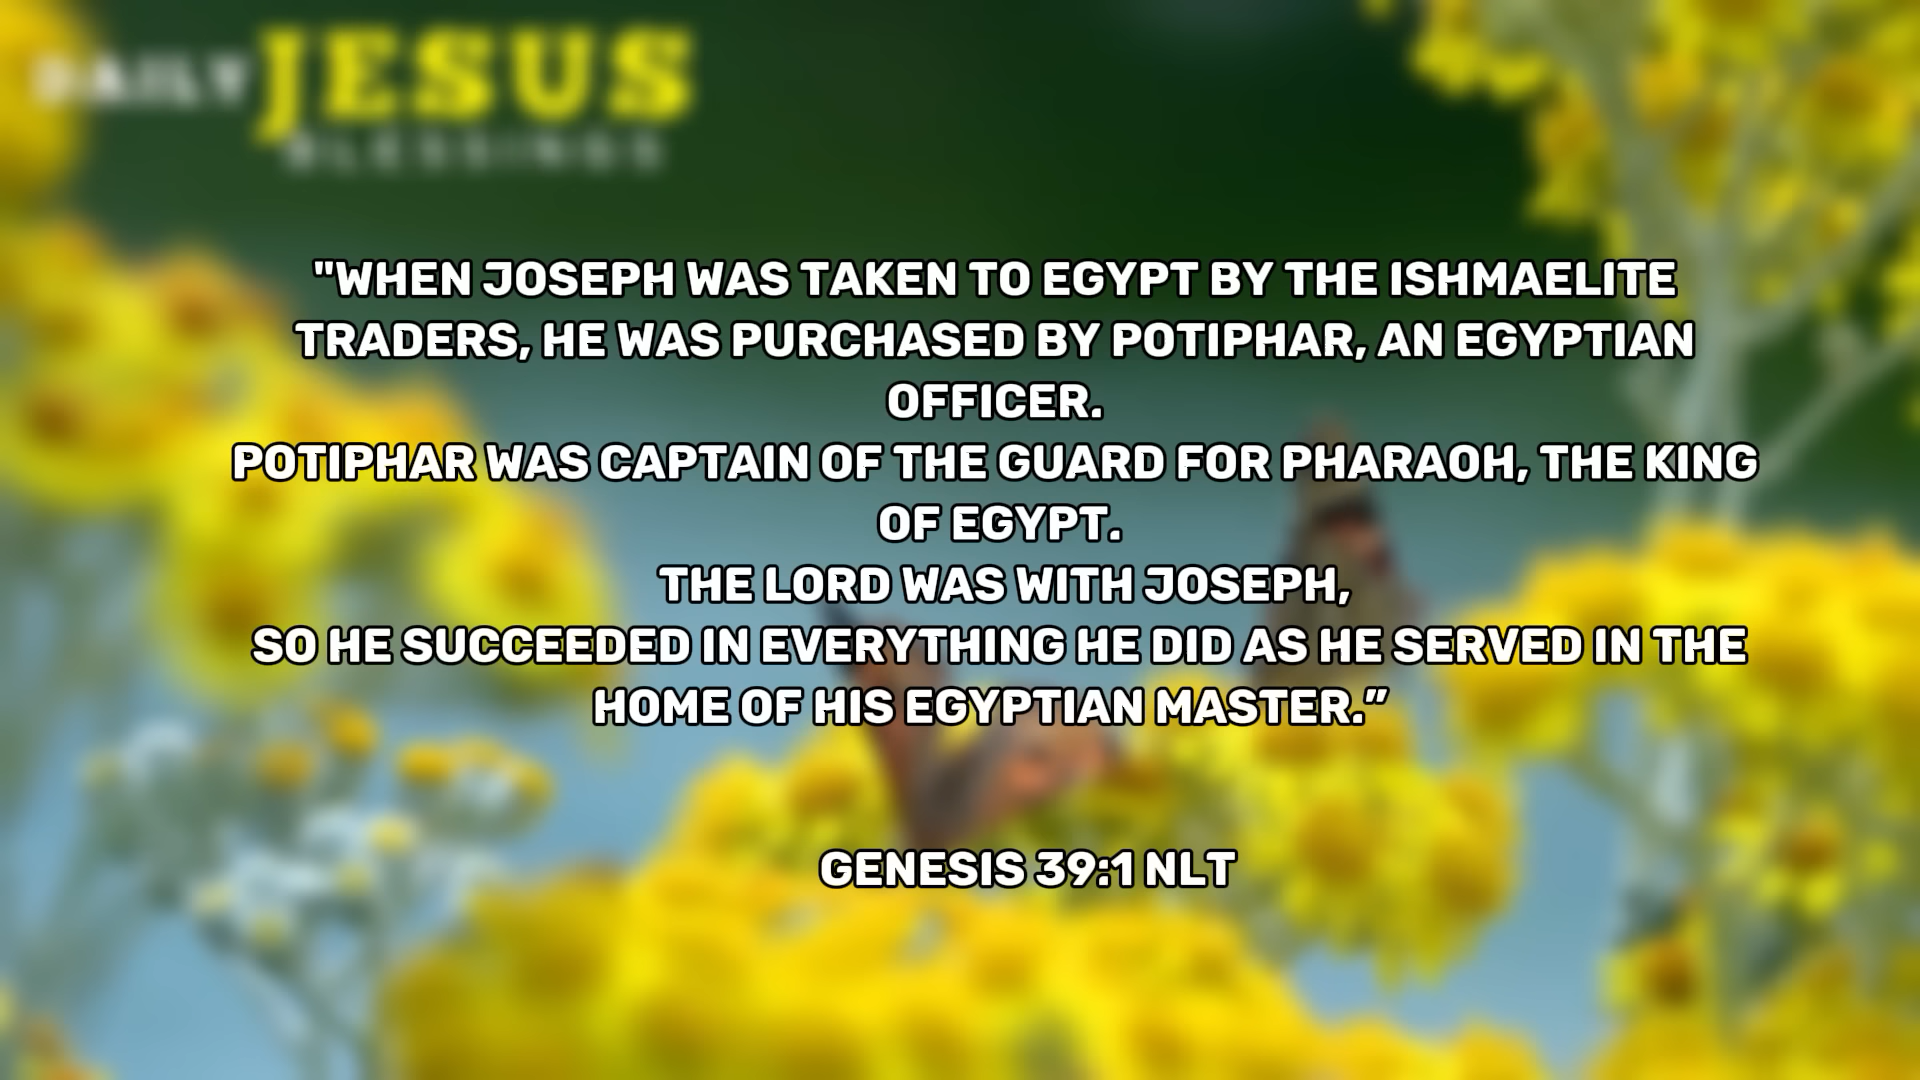 DAILY JESUS
BLESSINGS
"WHEN JOSEPH WAS TAKEN TO EGYPT BY THE ISHMAELITE
TRADERS, HE WAS PURCHASED BY POTIPHAR, AN EGYPTIAN
OFFICER.
POTIPHAR WAS CAPTAIN OF THE GUARD FOR PHARAOH, THE KING
OF EGYPT.
THE LORD WAS WITH JOSEPH,
SO HE SUCCEEDED IN EVERYTHING HE DID AS HE SERVED IN THE
HOME OF HIS EGYPTIAN MASTER.”
GENESIS 39:1 NLT